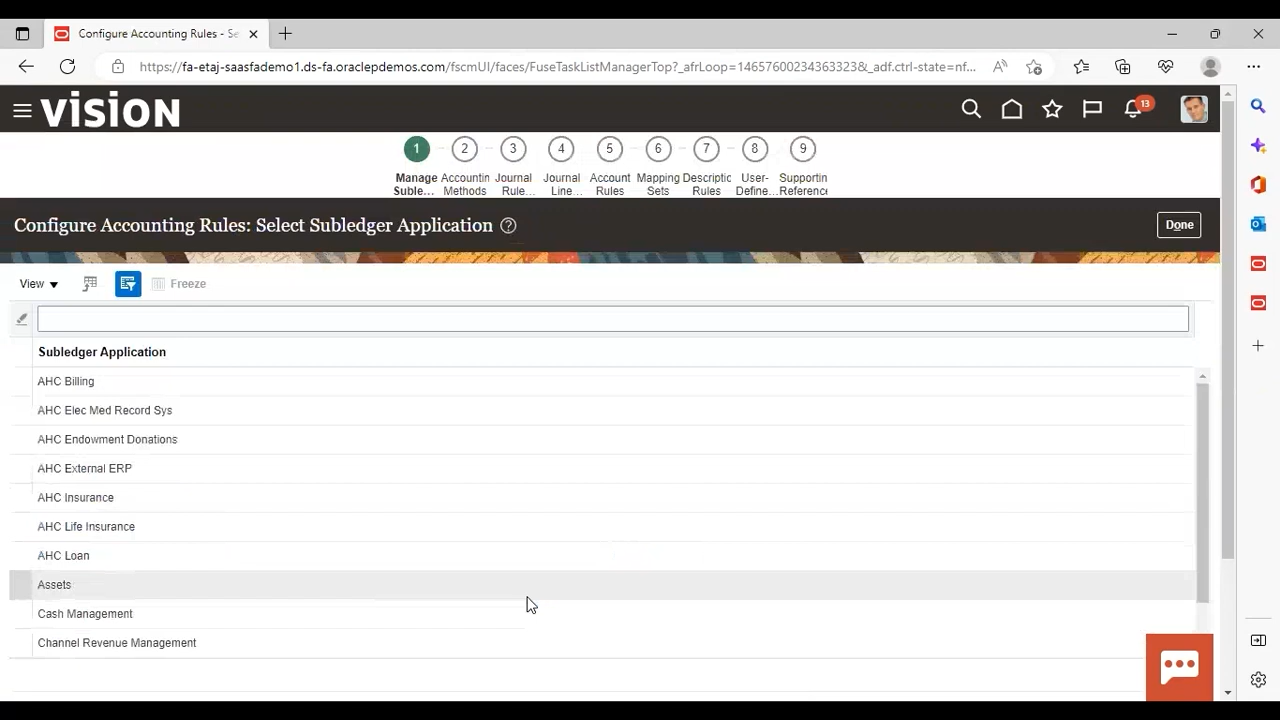 Configure Accounting Rules - Se
https://fa-etaj-saasfademo1.ds-fa.oraclepdemos.com/fscmUI/faces/FuseTaskListManagerTop?_afrLoop=14657600234363323&_adf.ctrl-state=nf...
vision
13
1 2 3 4 5 6 7 8 9
Manage Suble...
Accountin Methods
Journal Rule...
Journal Line...
Account Rules
Mapping Sets
Descriptic Rules
User-Define...
Supportin Reference
Configure Accounting Rules: Select Subledger Application
Done
View
Freeze
Subledger Application
AHC Billing
AHC Elec Med Record Sys
AHC Endowment Donations
AHC External ERP
AHC Insurance
AHC Life Insurance
AHC Loan
Assets
Cash Management
Channel Revenue Management